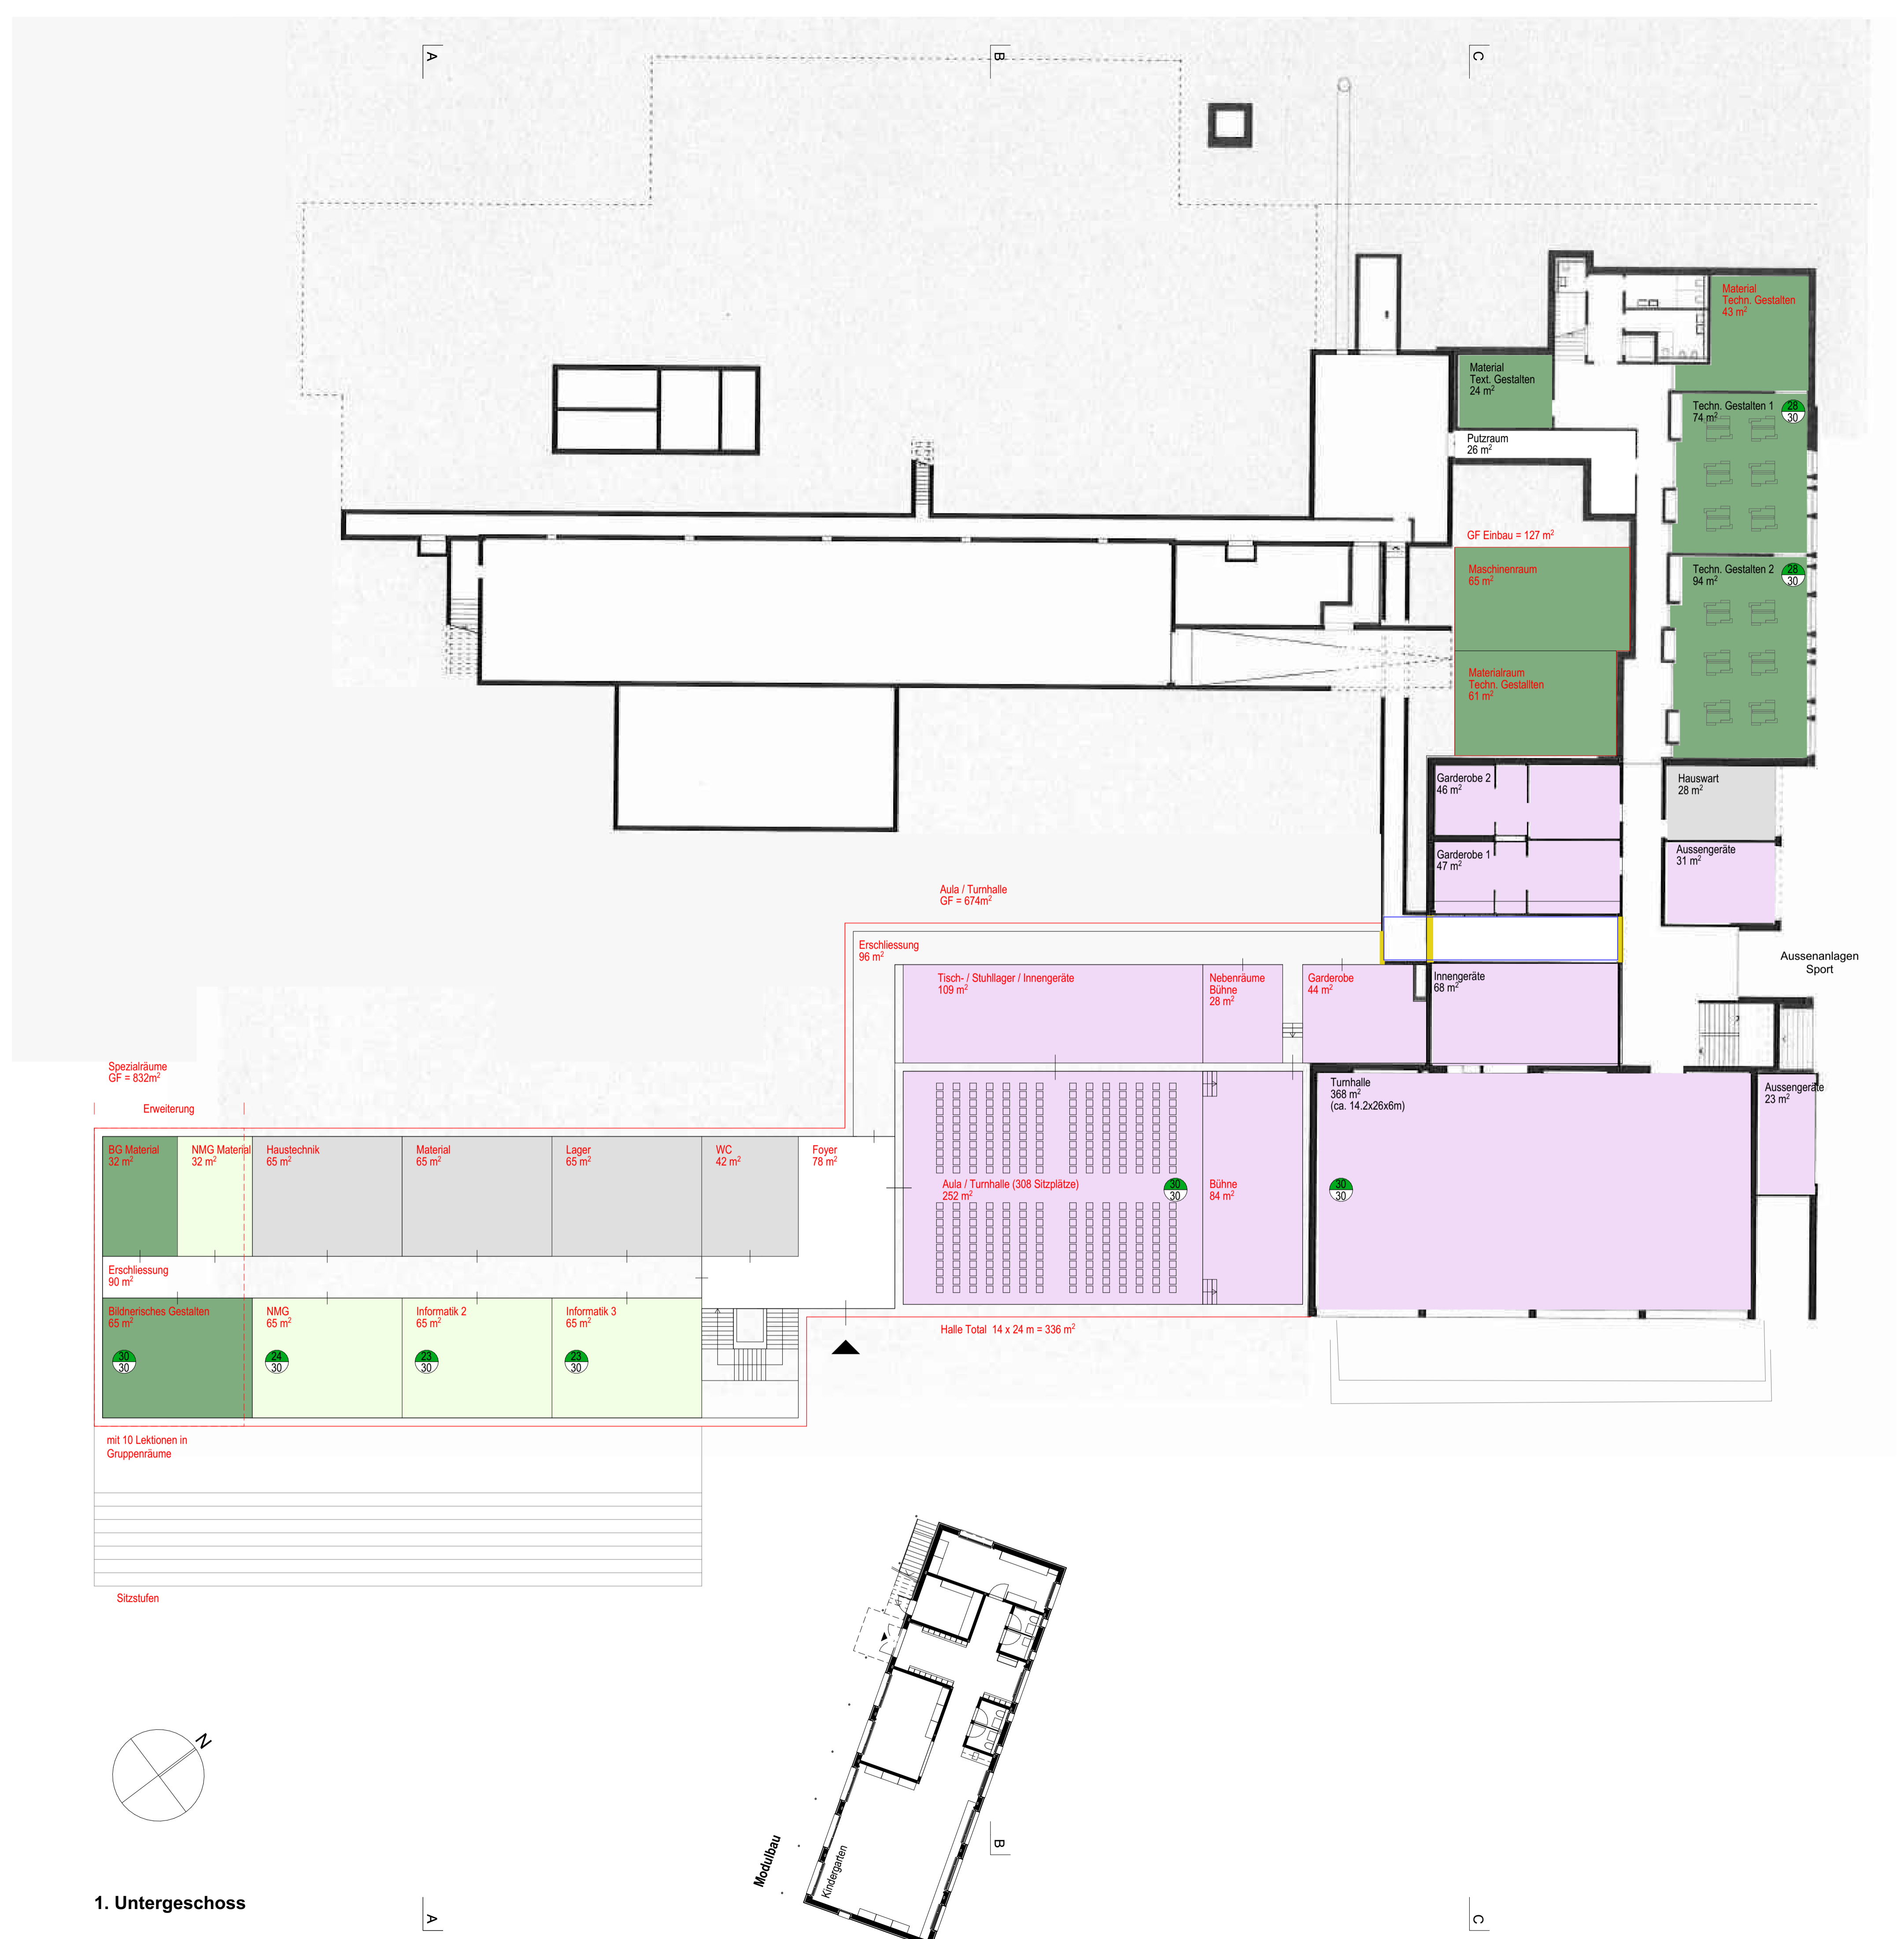 A
B
C
Material
Techn. Gestalten
43 m²
Material
Text. Gestalten
24 m²
Techn. Gestalten 1
74 m²
28
30
Putzraum
26 m²
GF Einbau = 127 m²
Maschinenraum
65 m²
Techn. Gestalten 2
94 m²
28
30
Materialraum
Techn. Gestallten
61 m²
Garderobe 2
46 m²
Hauswart
28 m²
Garderobe 1
47 m²
Aussengeräte
31 m²
Aula / Turnhalle
GF = 674m²
Erschliessung
96 m²
Aussenanlagen
Sport
Tisch- / Stuhllager / Innengeräte
109 m²
Nebenräume
Bühne
28 m²
Garderobe
44 m²
Innengeräte
68 m²
Spezialräume
GF = 832m²
Erweiterung
Turnhalle
368 m²
(ca. 14.2x26x6m)
Aussengeräte
23 m²
BG Material
32 m²
NMG Material
32 m²
Haustechnik
65 m²
Material
65 m²
Lager
65 m²
WC
42 m²
Foyer
78 m²
Aula / Turnhalle (308 Sitzplätze)
252 m²
30
30
Bühne
84 m²
30
30
Erschliessung
90 m²
Bildnerisches Gestalten
65 m²
30
30
NMG
65 m²
24
30
Informatik 2
65 m²
23
30
Informatik 3
65 m²
23
30
Halle Total 14 x 24 m = 336 m²
mit 10 Lektionen in
Gruppenräume
Sitzstufen
N
Modulbau
Kindergarten
B
1. Untergeschoss
A
C